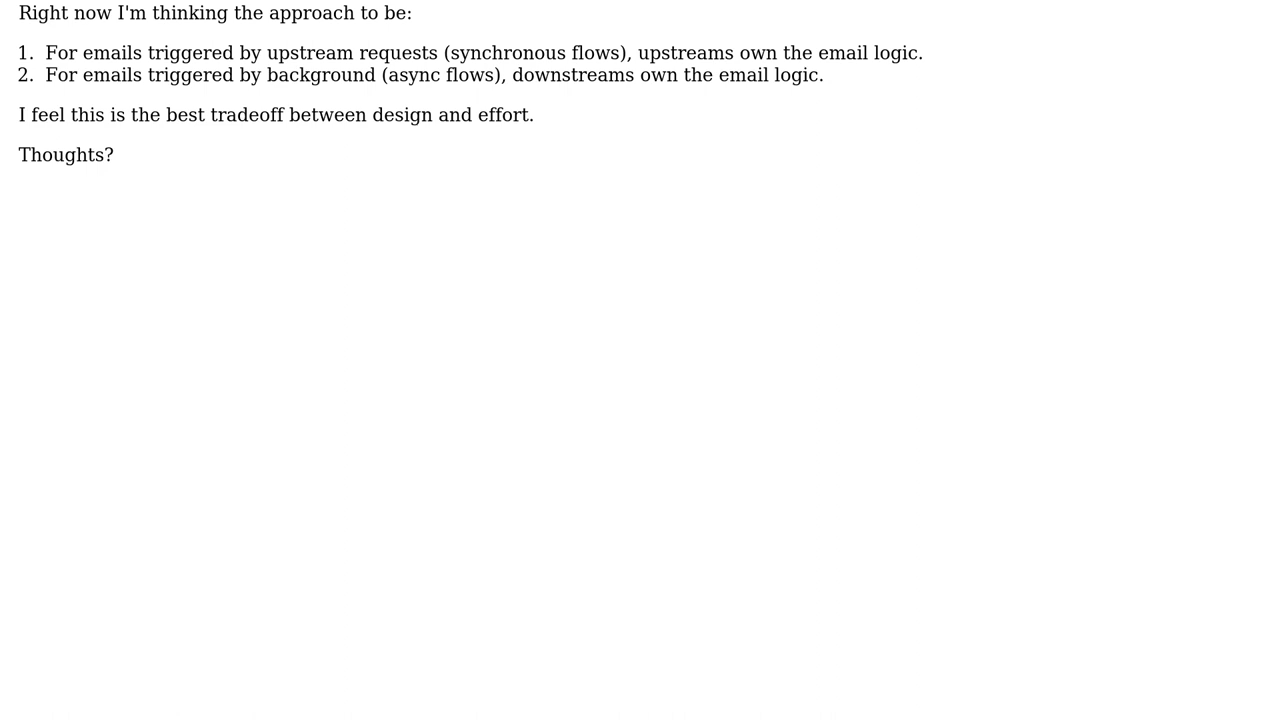 Right now I'm thinking the approach to be:
1. For emails triggered by upstream requests (synchronous flows), upstreams own the email logic.
2. For emails triggered by background (async flows), downstreams own the email logic.
I feel this is the best tradeoff between design and effort.
Thoughts?